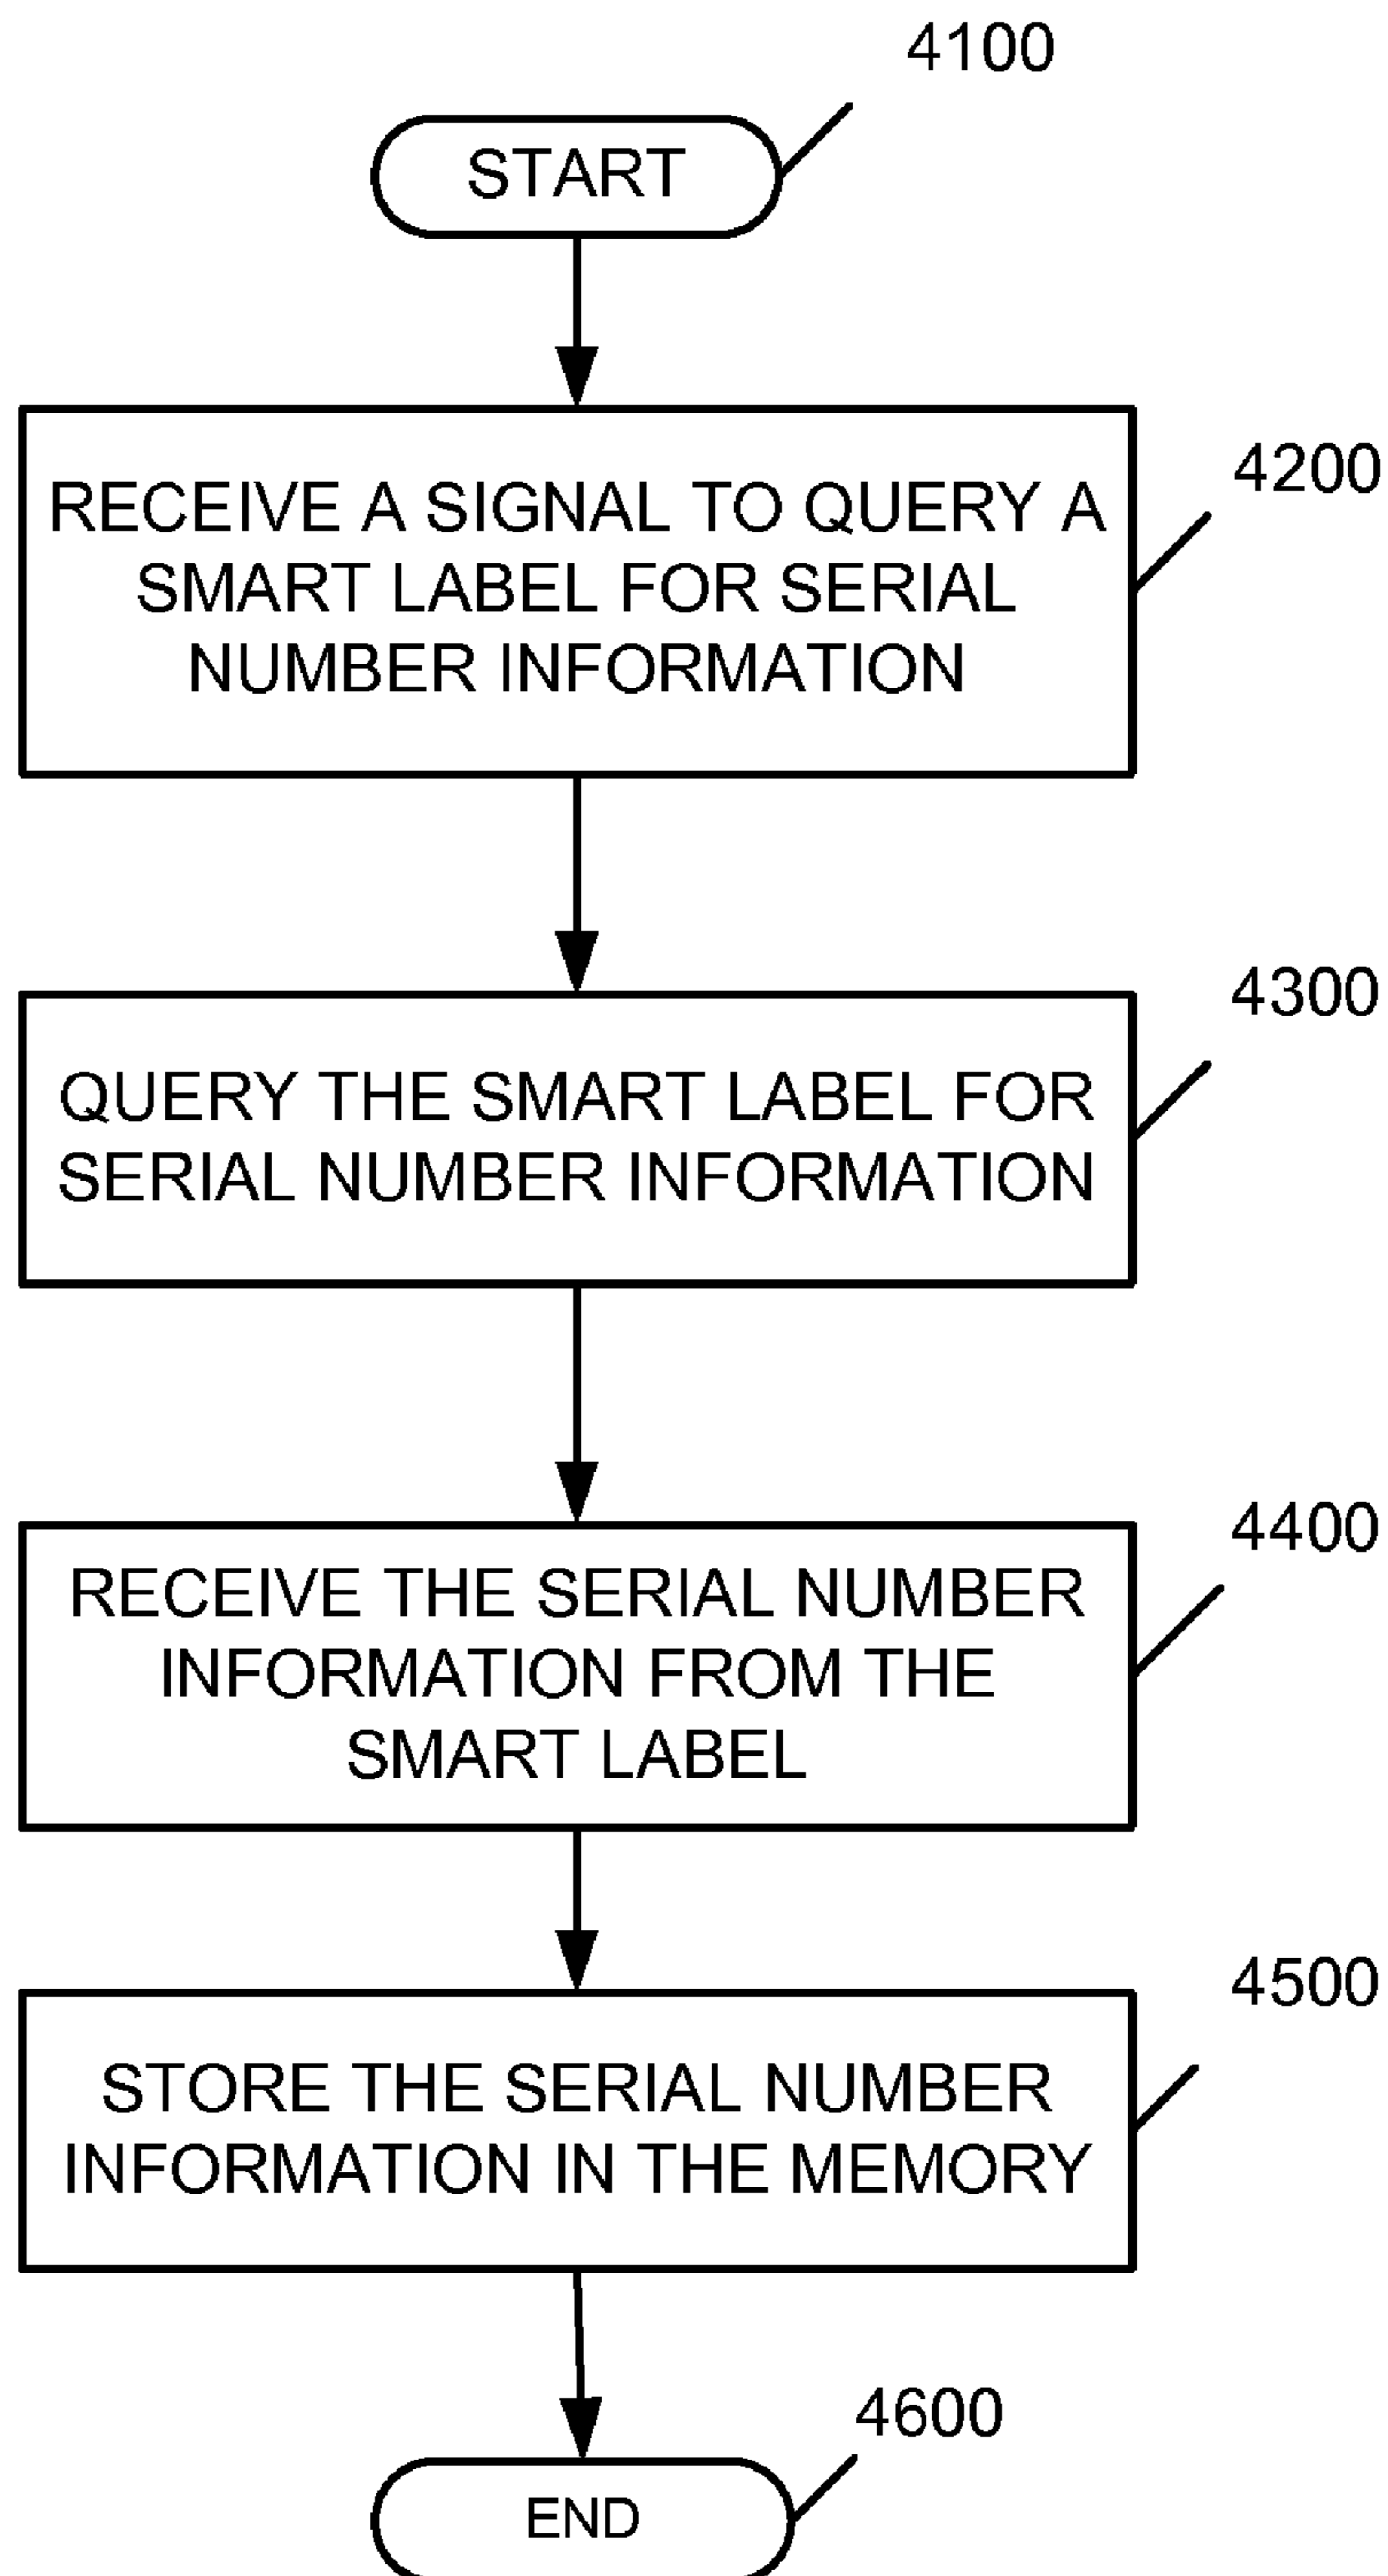 4100
START
4200
RECEIVE A SIGNAL TO QUERY A
SMART LABEL FOR SERIAL
NUMBER INFORMATION
4300
QUERY THE SMART LABEL FOR
SERIAL NUMBER INFORMATION
4400
RECEIVE THE SERIAL NUMBER
INFORMATION FROM THE
SMART LABEL
4500
STORE THE SERIAL NUMBER
INFORMATION IN THE MEMORY
4600
END